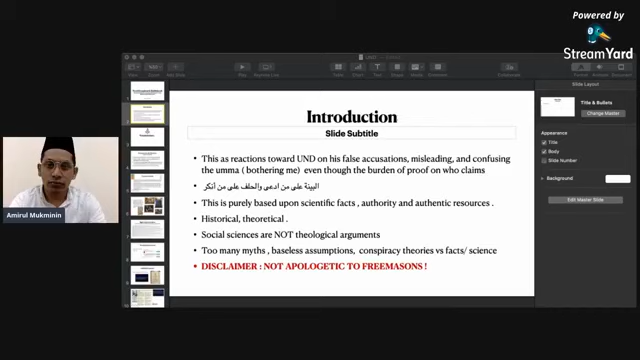 Powered by
StreamYard
UND
Introduction
Slide Subtitle
• This as reactions toward UND on his false accusations, misleading, and confusing
the umma ( bothering me) even though the burden of proof on who claims
• البينة على من ادعى والحلف على من أنكر
• This is purely based upon scientific facts , authority and authentic resources .
• Historical, theoretical .
• Social sciences are NOT theological arguments
• Too many myths , baseless assumptions, conspiracy theories vs facts/ science
• DISCLAIMER : NOT APOLOGETIC TO FREEMASONS !
Slide Layout
Title & Bullets
Change Master
Appearance
Title
Body
Slide Number
Background
Edit Master Slide
Amirul Mukminin